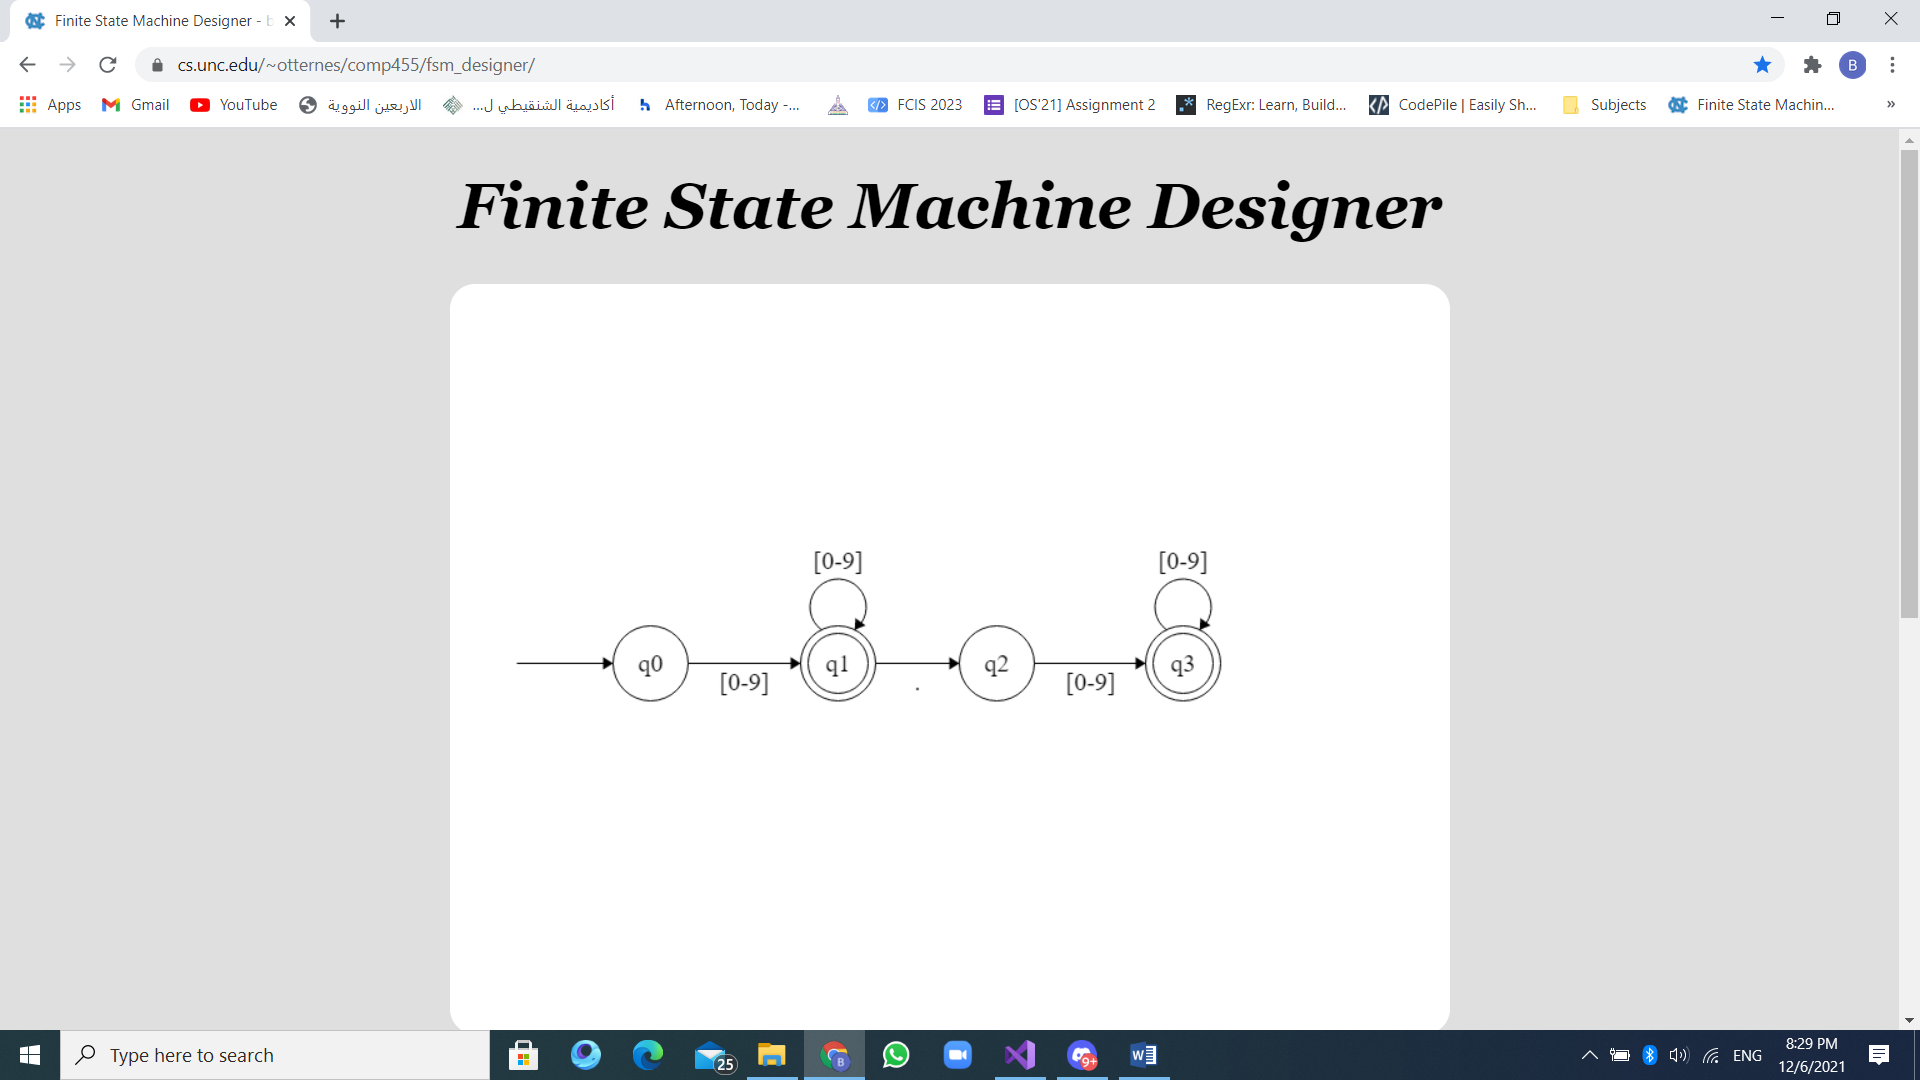 Finite State Machine Designer - b
cs.unc.edu/~otternes/comp455/fsm_designer/
B
Apps
Gmail
YouTube
الاربعين النووية
أكاديمية الشنقيطي ل...
Afternoon, Today -...
FCIS 2023
[OS'21] Assignment 2
RegExr: Learn, Build...
CodePile | Easily Sh...
Subjects
Finite State Machin...
»
Finite State Machine Designer
[0-9]
[0-9]
q0
q1
q2
q3
[0-9]
.
[0-9]
Type here to search
25
B
9+
ENG
8:29 PM
12/6/2021